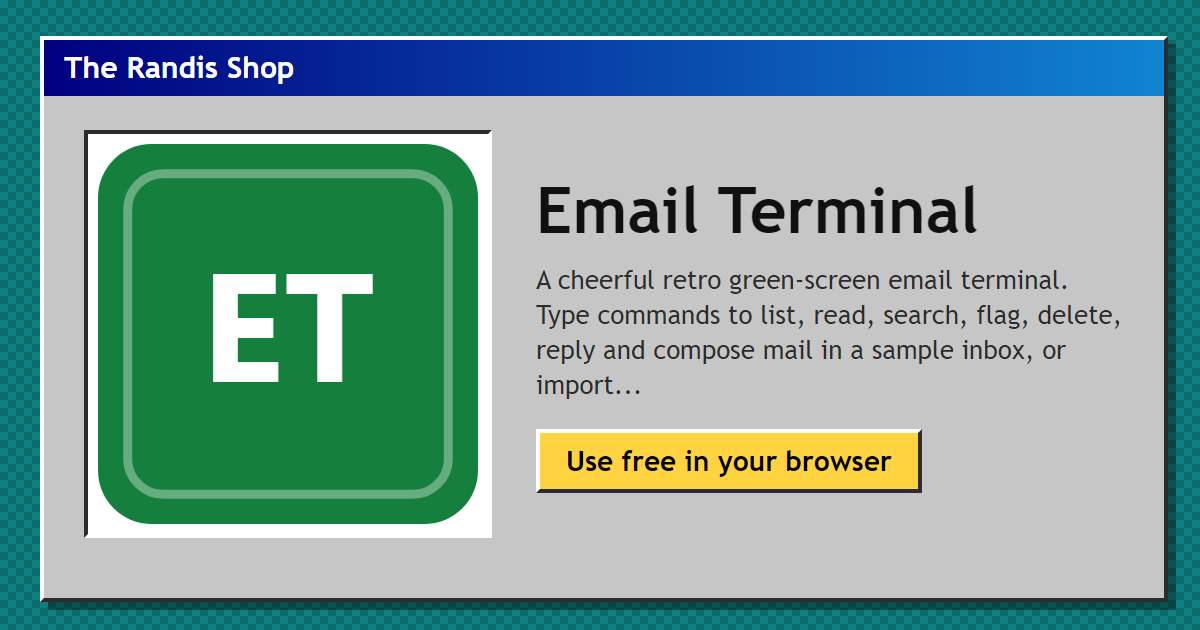 The Randis Shop
ET
Email Terminal
A cheerful retro green-screen email terminal.
Type commands to list, read, search, flag, delete,
reply and compose mail in a sample inbox, or
import...
Use free in your browser